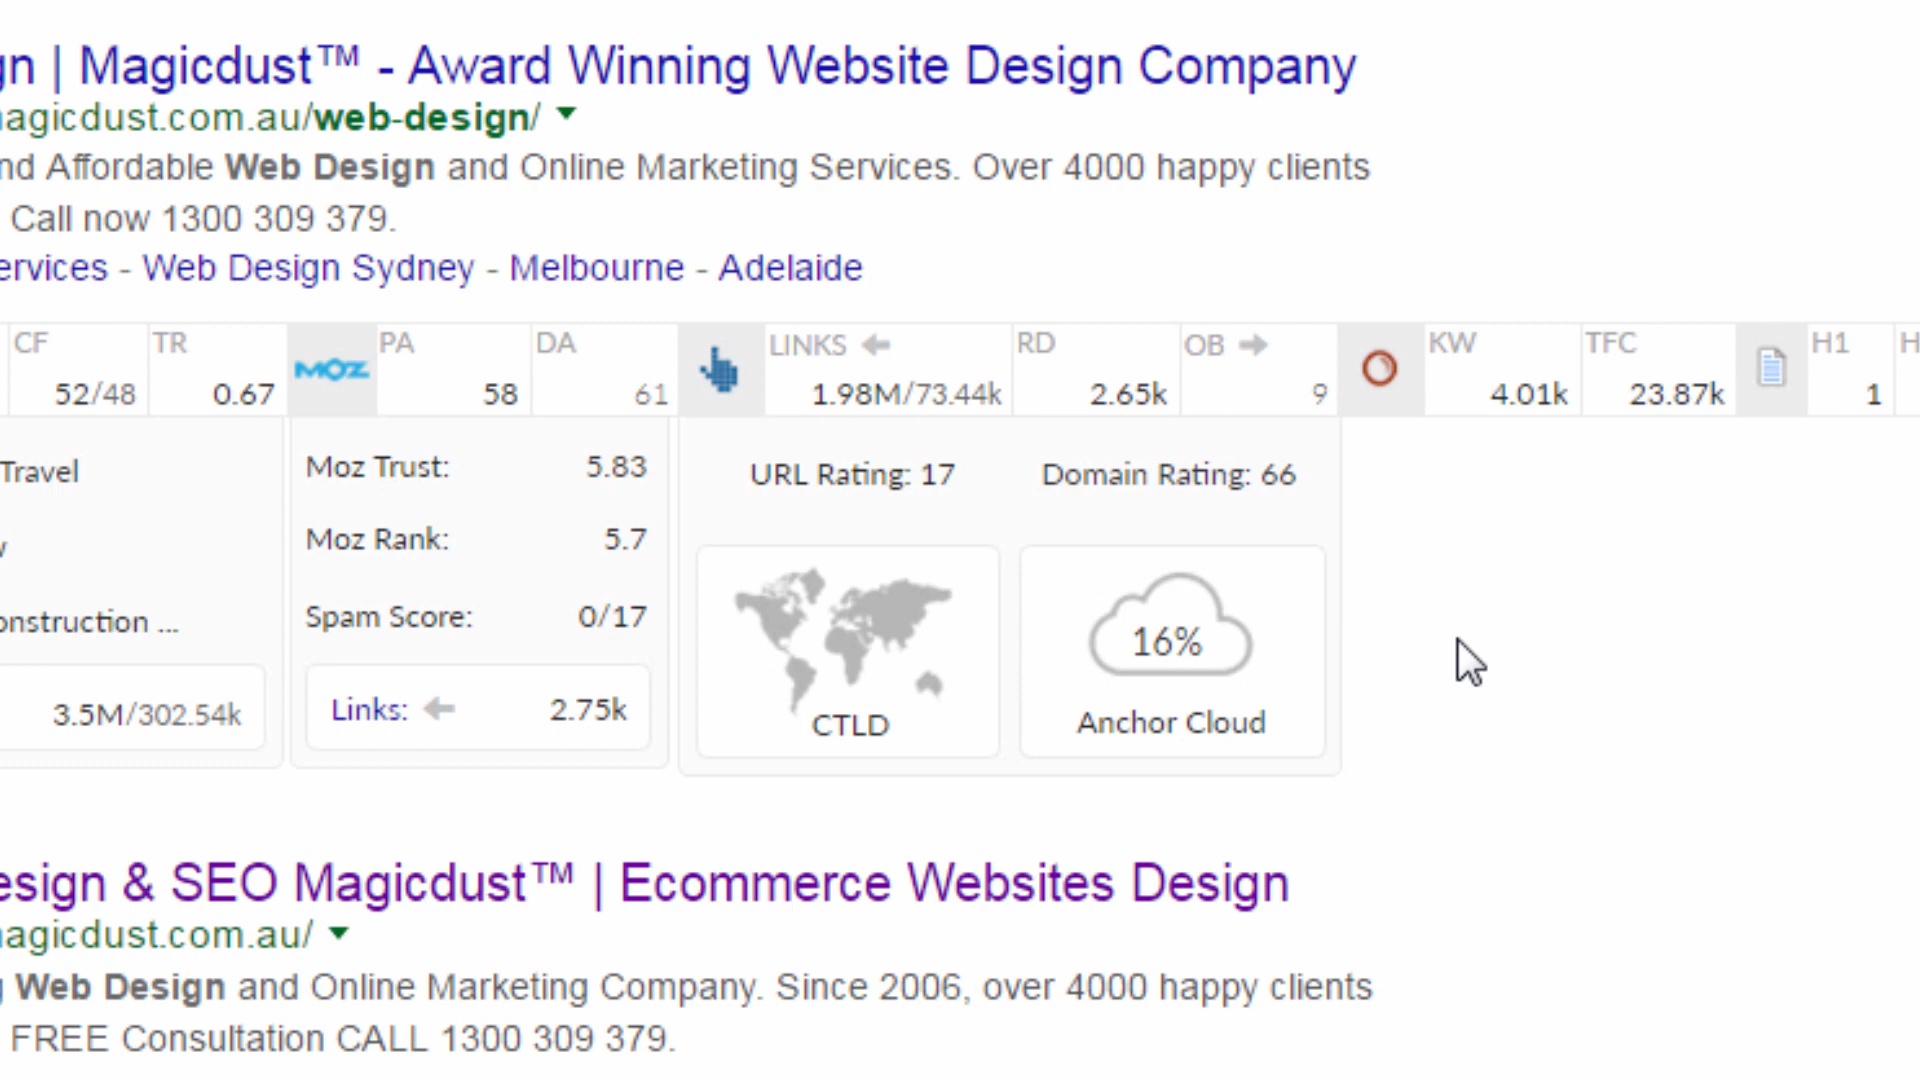 gn | Magicdust™ - Award Winning Website Design Company
agicdust.com.au/web-design/
nd Affordable Web Design and Online Marketing Services. Over 4000 happy clients
Call now 1300 309 379.
ervices - Web Design Sydney - Melbourne - Adelaide
CF TR PA DA LINKS RD OB KW TFC H1 H
52/48 0.67 MOZ 58 61 1.98M/73.44k 2.65k 9 4.01k 23.87k 1
Travel Moz Trust: 5.83 URL Rating: 17 Domain Rating: 66
Moz Rank: 5.7
onstruction ... Spam Score: 0/17 16%
3.5M/302.54k Links: 2.75k CTLD Anchor Cloud
esign & SEO Magicdust™ | Ecommerce Websites Design
agicdust.com.au/
g Web Design and Online Marketing Company. Since 2006, over 4000 happy clients
FREE Consultation CALL 1300 309 379.